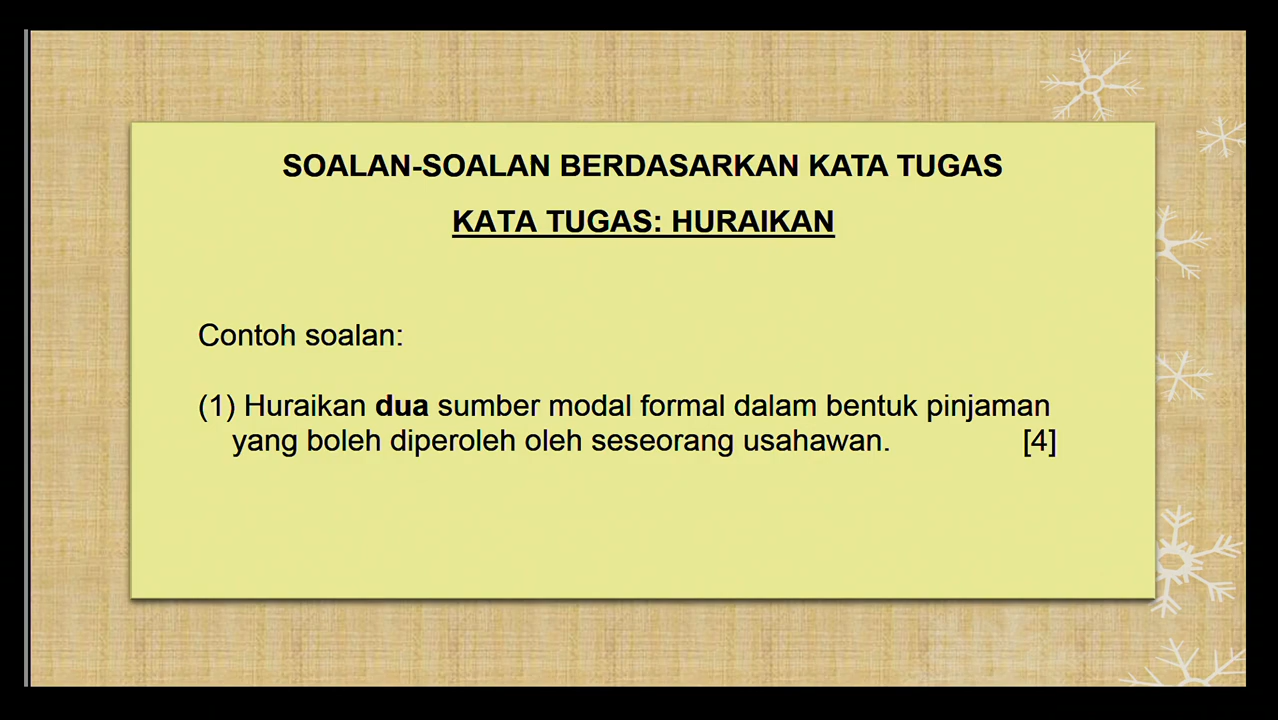 SOALAN-SOALAN BERDASARKAN KATA TUGAS
KATA TUGAS: HURAIKAN
Contoh soalan:
(1) Huraikan dua sumber modal formal dalam bentuk pinjaman
yang boleh diperoleh oleh seseorang usahawan. [4]